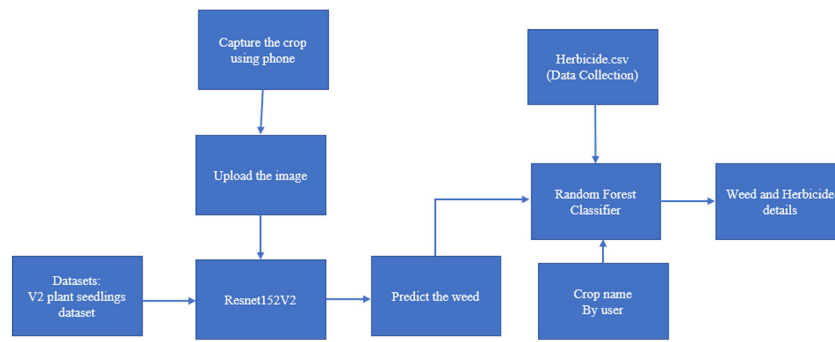 Capture the crop
using phone
Herbicide.csv
(Data Collection)
Upload the image
Random Forest
Classifier
Weed and Herbicide
details
Datasets:
V2 plant seedlings
dataset
Resnet152V2
Predict the weed
Crop name
By user